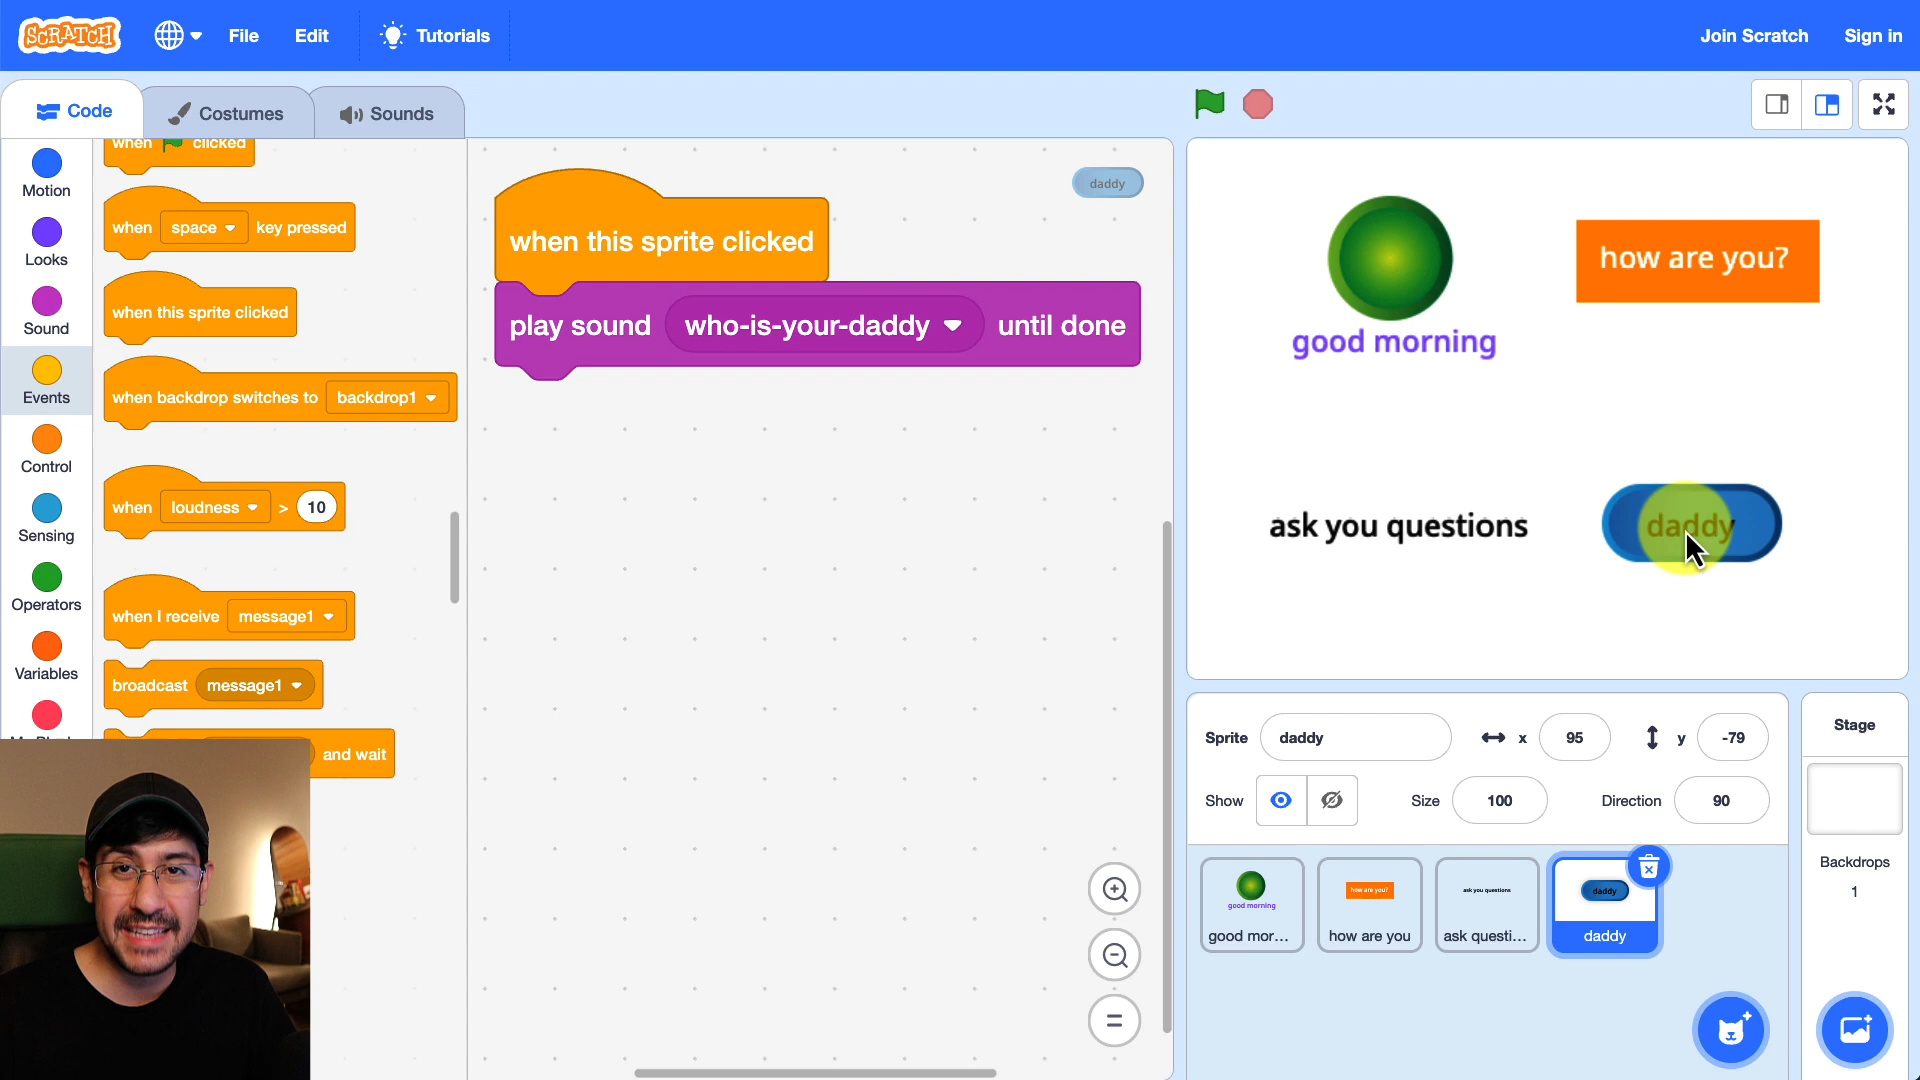 SCRATCH
File
Edit
Tutorials
Join Scratch
Sign in
Code
Costumes
Sounds
Motion
Looks
Sound
Events
Control
Sensing
Operators
Variables
when clicked
when space key pressed
when this sprite clicked
when backdrop switches to backdrop1
when loudness > 10
when I receive message1
broadcast message1
and wait
daddy
when this sprite clicked
play sound who-is-your-daddy until done
good morning
how are you?
ask you questions
daddy
Sprite daddy x 95 y -79
Show Size 100 Direction 90
good morning
good mor...
how are you?
how are you
ask you questions
ask questi...
daddy
daddy
Stage
Backdrops
1